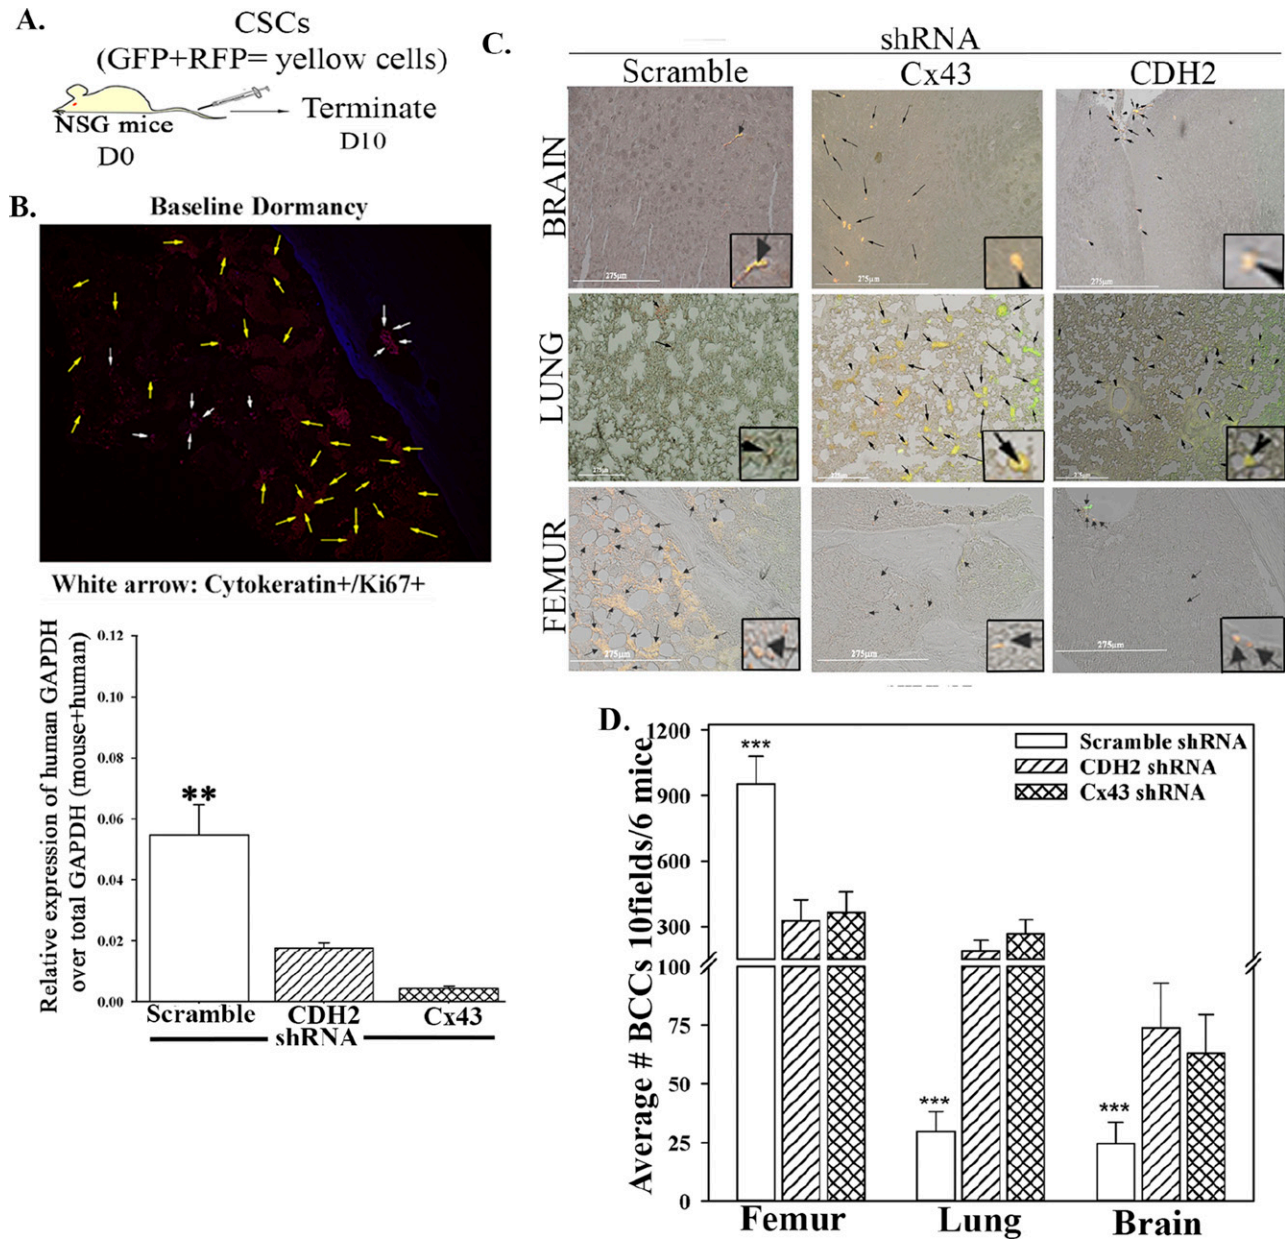 A.
CSCs
(GFP+RFP= yellow cells)
NSG mice
Terminate
D0
D10
B.
Baseline Dormancy
White arrow: Cytokeratin+/Ki67+
Relative expression of human GAPDH
over total GAPDH (mouse+human)
0.12
0.10
0.08
0.06
0.04
0.02
0.00
**
Scramble
CDH2
Cx43
shRNA
C.
shRNA
Scramble
Cx43
CDH2
BRAIN
275µm
275µm
275µm
LUNG
275µm
FEMUR
275µm
275µm
275µm
D.
Average # BCCs 10fields/6 mice
1200
900
600
300
100
75
50
25
0
***
***
***
Scramble shRNA
CDH2 shRNA
Cx43 shRNA
Femur
Lung
Brain